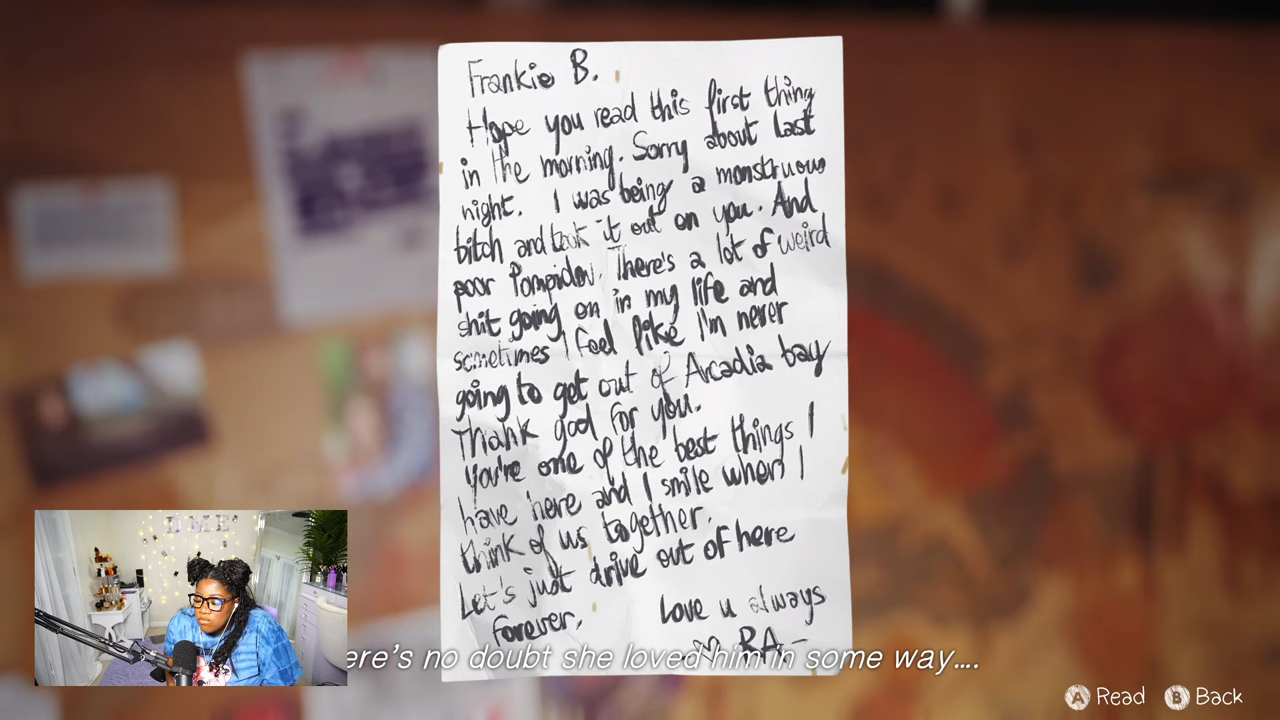 Frankie B.
Hope you read this first thing
in the morning. Sorry about last
night. I was being a monstruous
bitch and took it out on you. And
poor Pompidou. There's a lot of weird
shit going on in my life and
sometimes I feel like I'm never
going to get out of Arcadia bay
Thank god for you.
You're one of the best things I
have here and I smile when I
think of us together.
Let's just drive out of here
forever.
Love u always
♡ RA -
ere's no doubt she loved him in some way....
A Read B Back